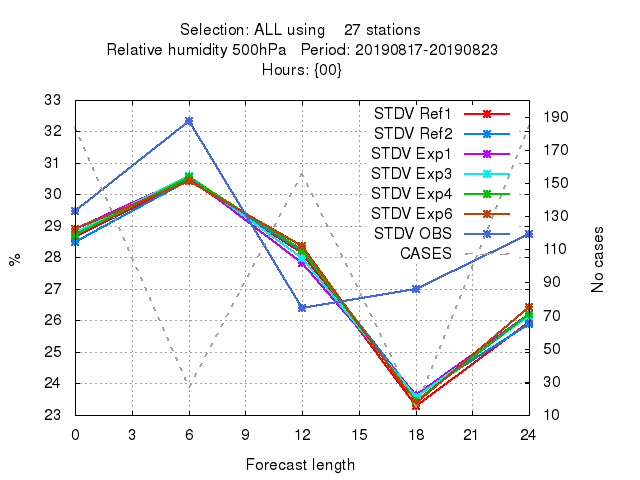 Selection: ALL using    27 stations
Relative humidity 500hPa   Period: 20190817-20190823
Hours: {00}
33
32
31
30
29
28
27
26
25
24
23
%
STDV Ref1
STDV Ref2
STDV Exp1
STDV Exp3
STDV Exp4
STDV Exp6
STDV OBS
CASES
190
170
150
130
110
90
70
50
30
10
No cases
0 3 6 9 12 15 18 21 24
Forecast length